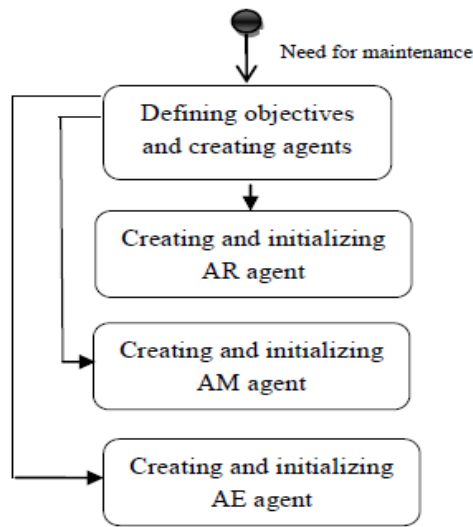 Need for maintenance
Defining objectives
and creating agents
Creating and initializing
AR agent
Creating and initializing
AM agent
Creating and initializing
AE agent